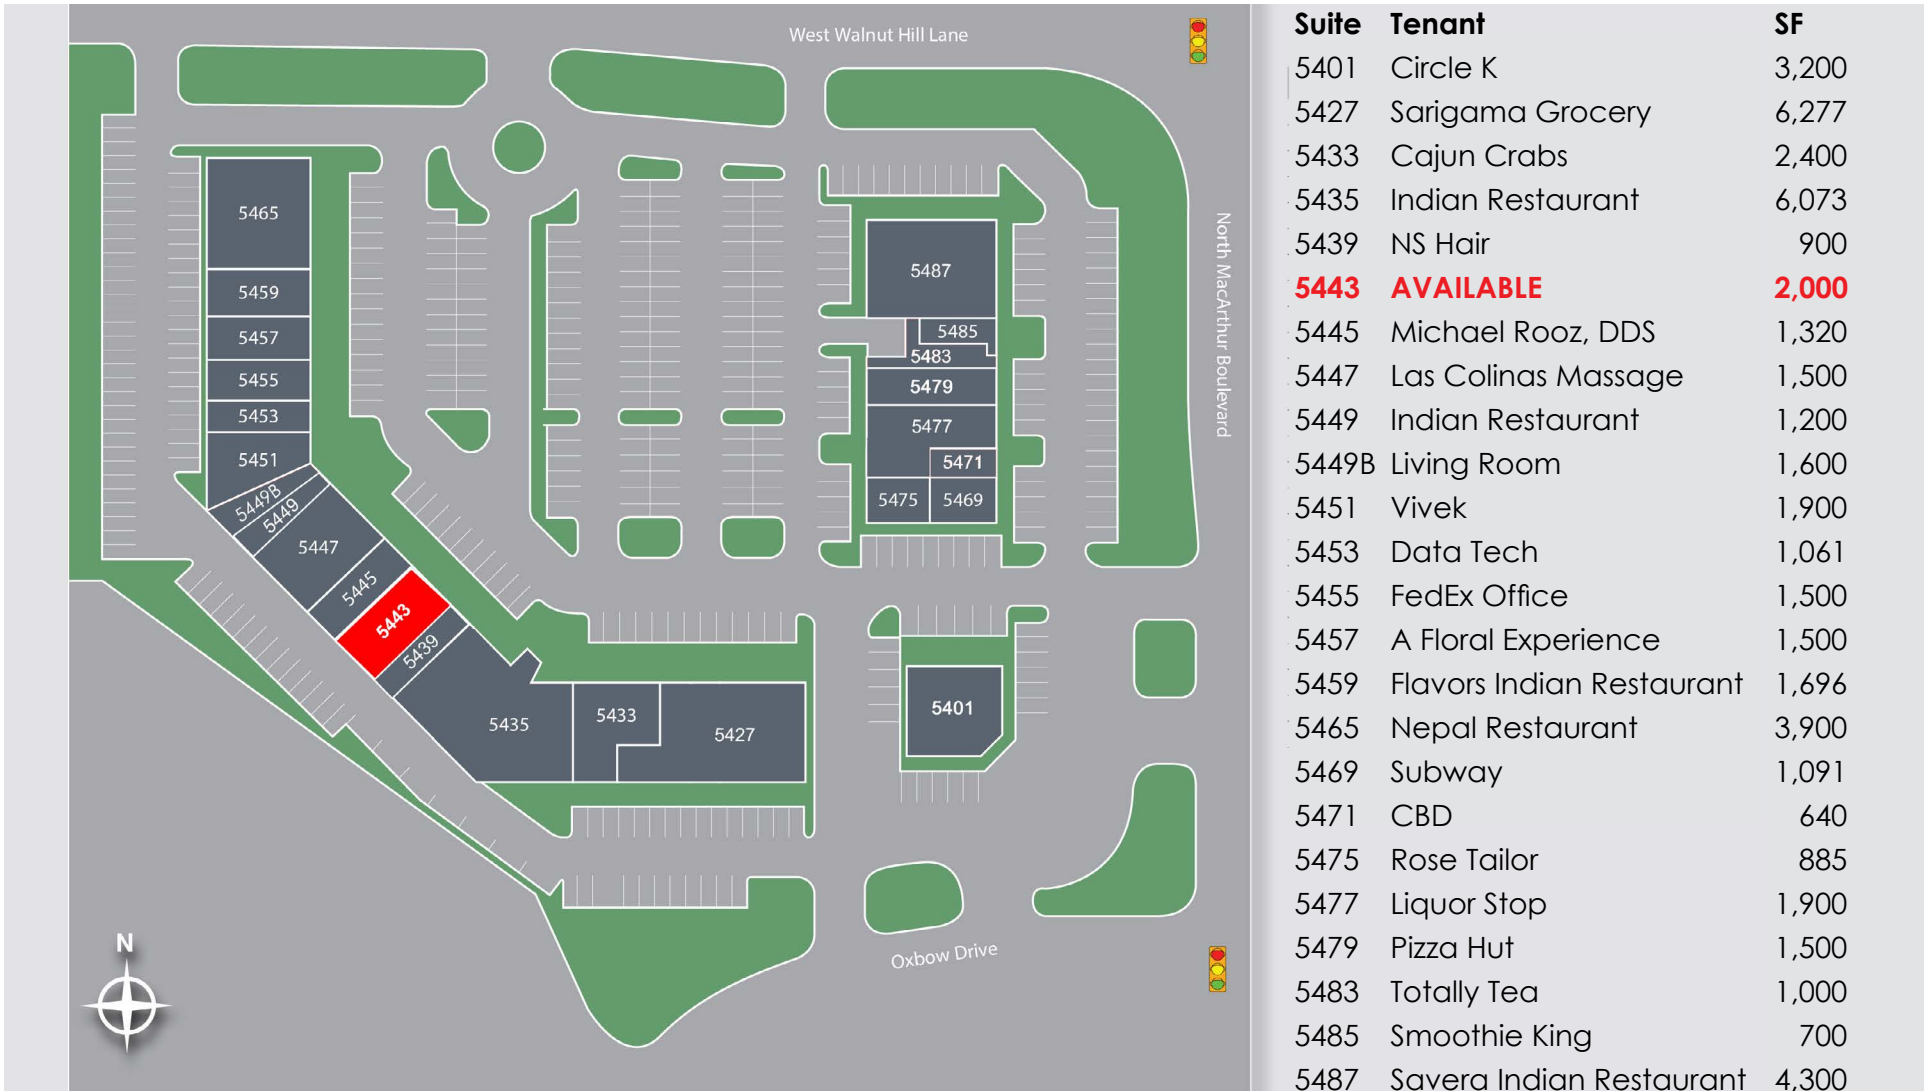 West Walnut Hill Lane
North MacArthur Boulevard
5465
5459
5457
5455
5453
5451
5449B
5449
5447
5445
5443
5439
5435
5433
5427
5487
5485
5483
5479
5477
5471
5475 5469
5401
Oxbow Drive
N
Suite Tenant SF
5401 Circle K 3,200
5427 Sarigama Grocery 6,277
5433 Cajun Crabs 2,400
5435 Indian Restaurant 6,073
5439 NS Hair 900
5443 AVAILABLE 2,000
5445 Michael Rooz, DDS 1,320
5447 Las Colinas Massage 1,500
5449 Indian Restaurant 1,200
5449B Living Room 1,600
5451 Vivek 1,900
5453 Data Tech 1,061
5455 FedEx Office 1,500
5457 A Floral Experience 1,500
5459 Flavors Indian Restaurant 1,696
5465 Nepal Restaurant 3,900
5469 Subway 1,091
5471 CBD 640
5475 Rose Tailor 885
5477 Liquor Stop 1,900
5479 Pizza Hut 1,500
5483 Totally Tea 1,000
5485 Smoothie King 700
5487 Savera Indian Restaurant 4,300